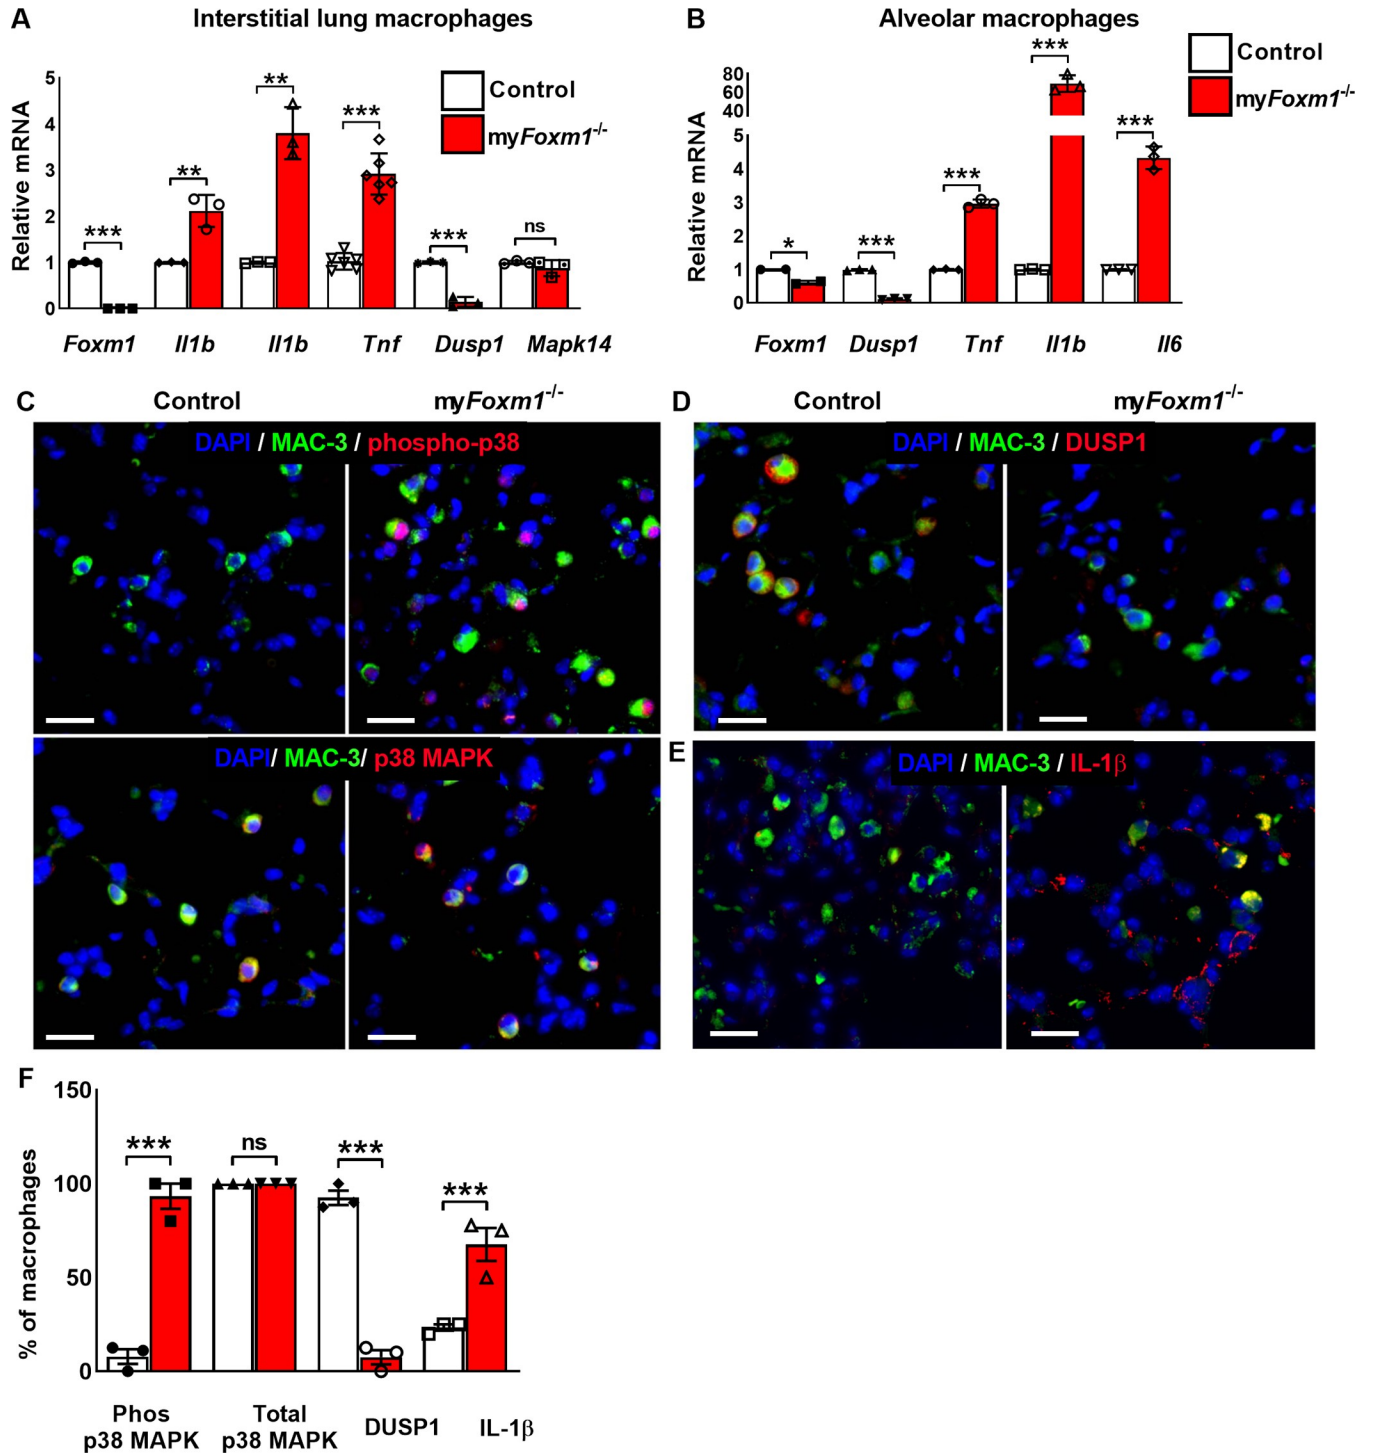 A
Interstitial lung macrophages
Relative mRNA
5
4
3
2
1
0
***
**
**
***
***
ns
Control
myFoxm1-/-
Foxm1 Il1b Il1b Tnf Dusp1 Mapk14
B
Alveolar macrophages
Relative mRNA
80
60
40
5
4
3
2
1
0
*
***
***
***
***
Control
myFoxm1-/-
Foxm1 Dusp1 Tnf Il1b Il6
C
Control myFoxm1-/-
DAPI / MAC-3 / phospho-p38
DAPI/ MAC-3/ p38 MAPK
D
Control myFoxm1-/-
DAPI / MAC-3 / DUSP1
E
DAPI / MAC-3 / IL-1β
F
% of macrophages
150
100
50
0
***
ns
***
***
Phos
p38 MAPK
Total
p38 MAPK
DUSP1
IL-1β